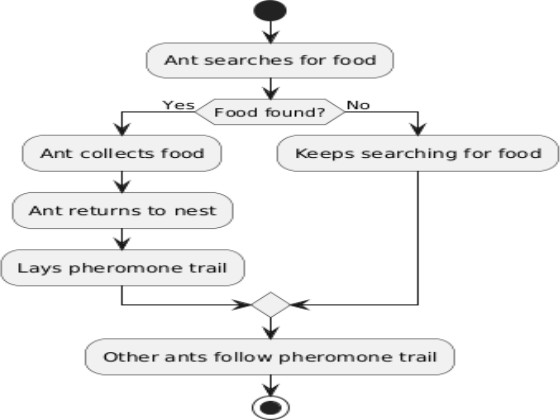 Ant searches for food
Yes
Food found?
No
Ant collects food
Keeps searching for food
Ant returns to nest
Lays pheromone trail
Other ants follow pheromone trail